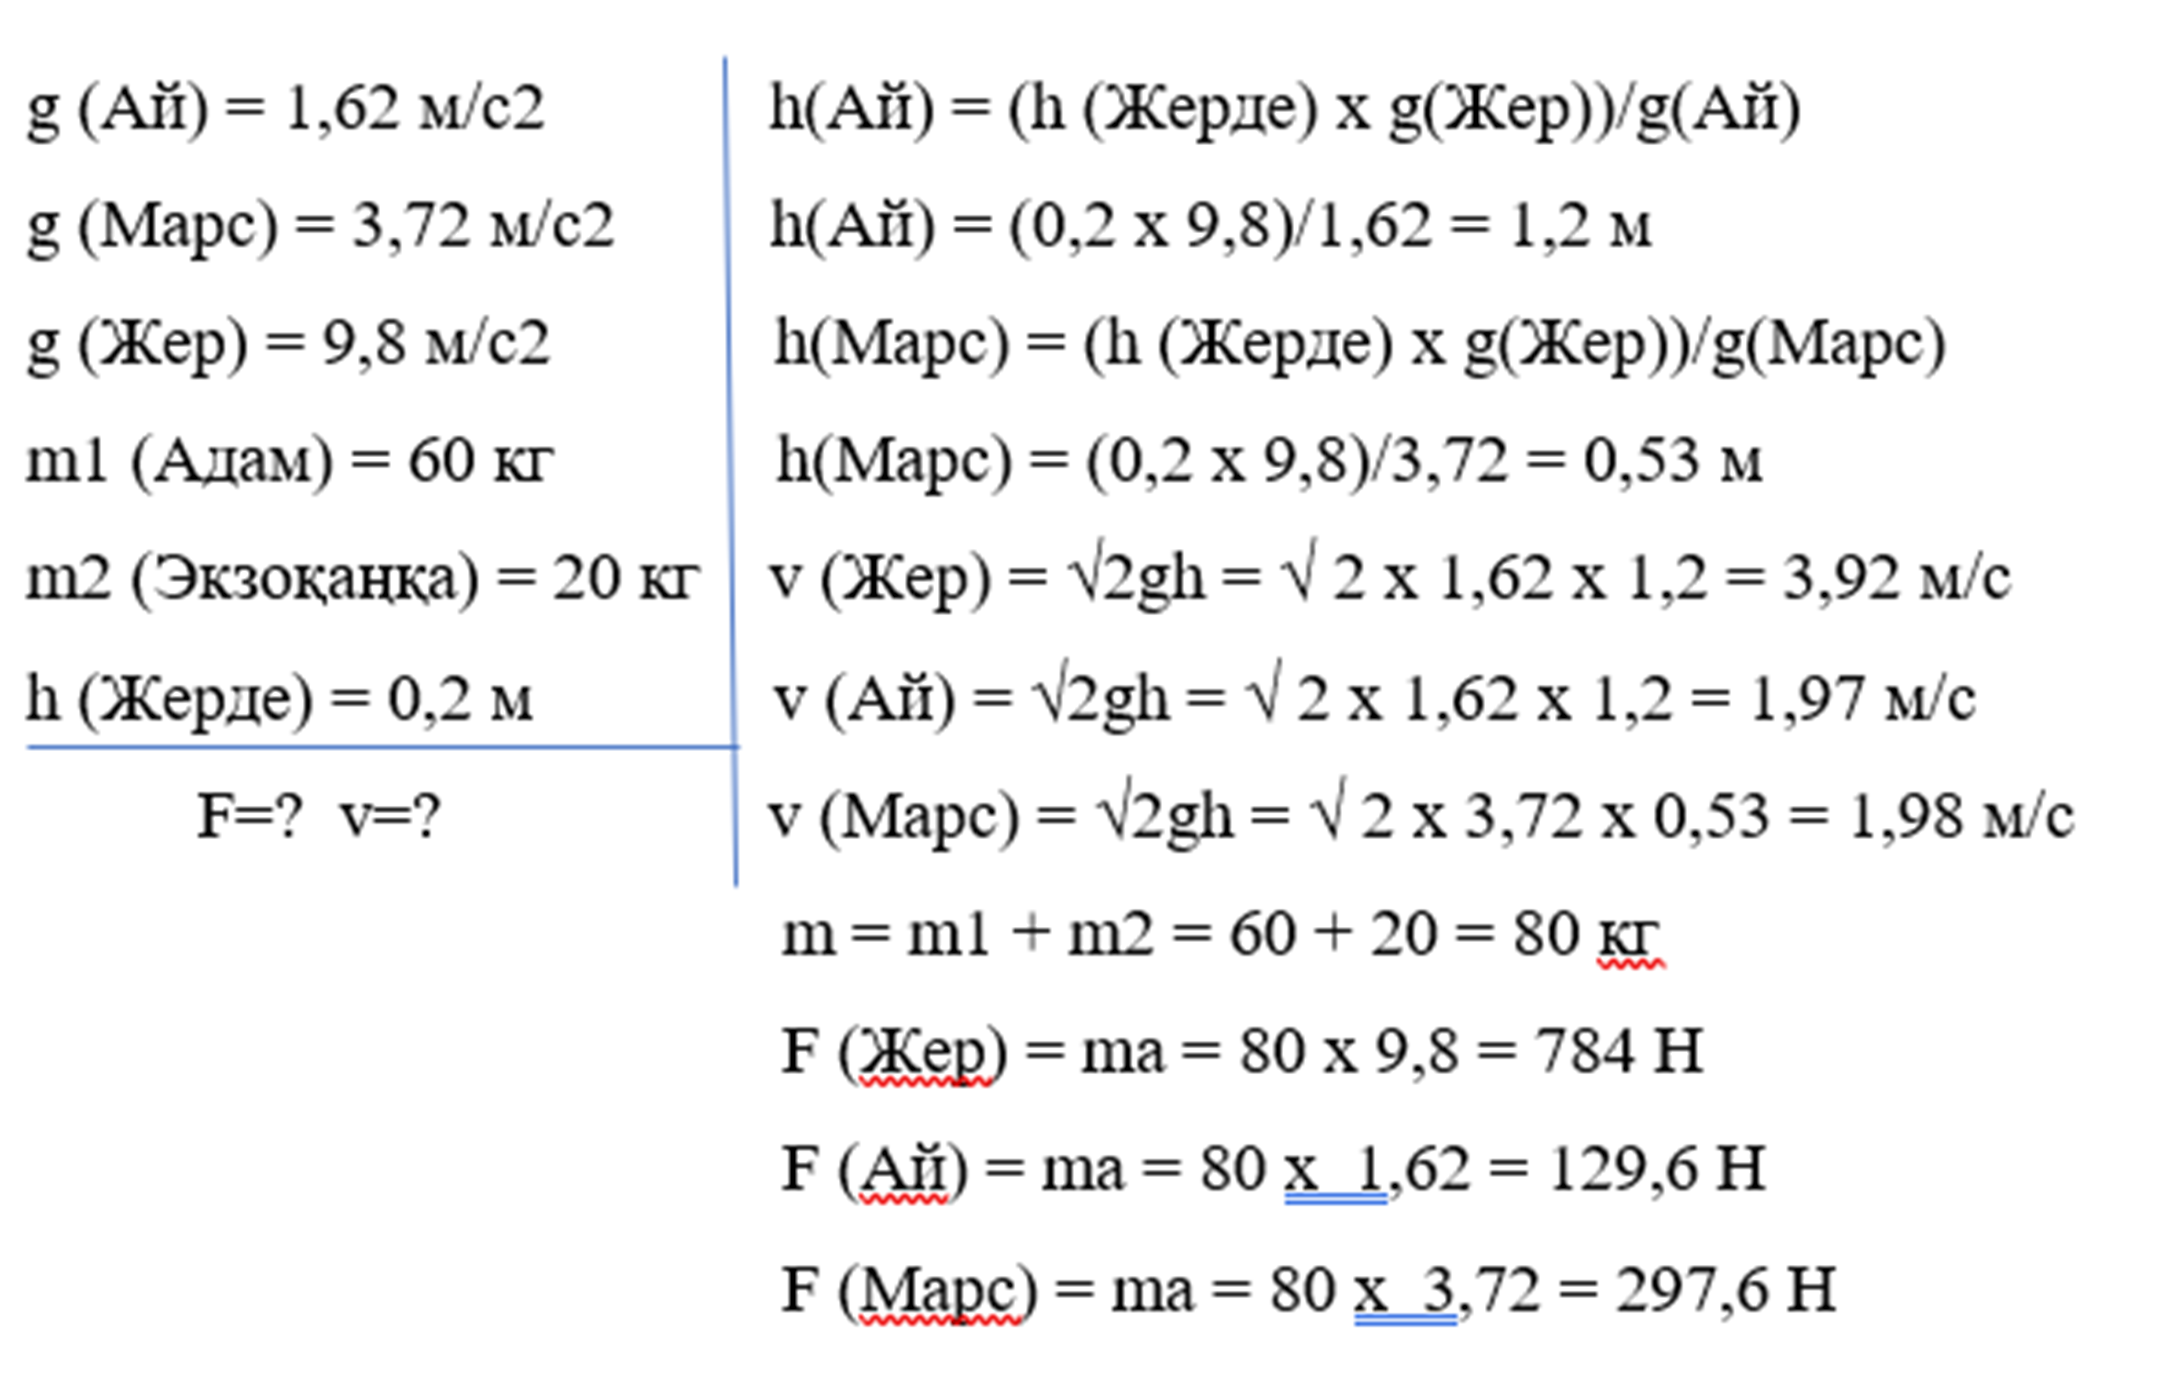 g (Ай) = 1,62 м/с2
g (Марс) = 3,72 м/с2
g (Жер) = 9,8 м/с2
m1 (Адам) = 60 кг
m2 (Экзоқаңқа) = 20 кг
h (Жерде) = 0,2 м
F=? v=?
h(Ай) = (h (Жерде) х g(Жер))/g(Ай)
h(Ай) = (0,2 х 9,8)/1,62 = 1,2 м
h(Марс) = (h (Жерде) х g(Жер))/g(Марс)
h(Марс) = (0,2 х 9,8)/3,72 = 0,53 м
v (Жер) = √2gh = √ 2 х 1,62 х 1,2 = 3,92 м/с
v (Ай) = √2gh = √ 2 х 1,62 х 1,2 = 1,97 м/с
v (Марс) = √2gh = √ 2 х 3,72 х 0,53 = 1,98 м/с
m = m1 + m2 = 60 + 20 = 80 кг
F (Жер) = ma = 80 х 9,8 = 784 Н
F (Ай) = ma = 80 х 1,62 = 129,6 Н
F (Марс) = ma = 80 х 3,72 = 297,6 Н